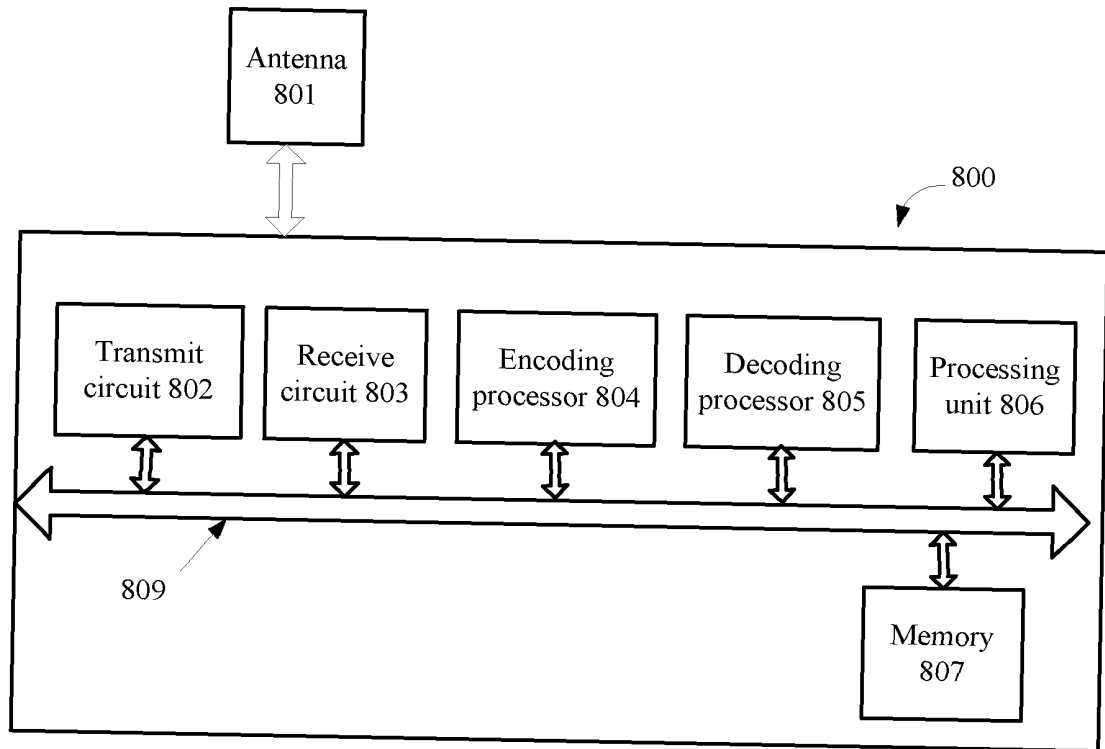 Antenna
801
800
Transmit
circuit 802
Receive
circuit 803
Encoding
processor 804
Decoding
processor 805
Processing
unit 806
809
Memory
807